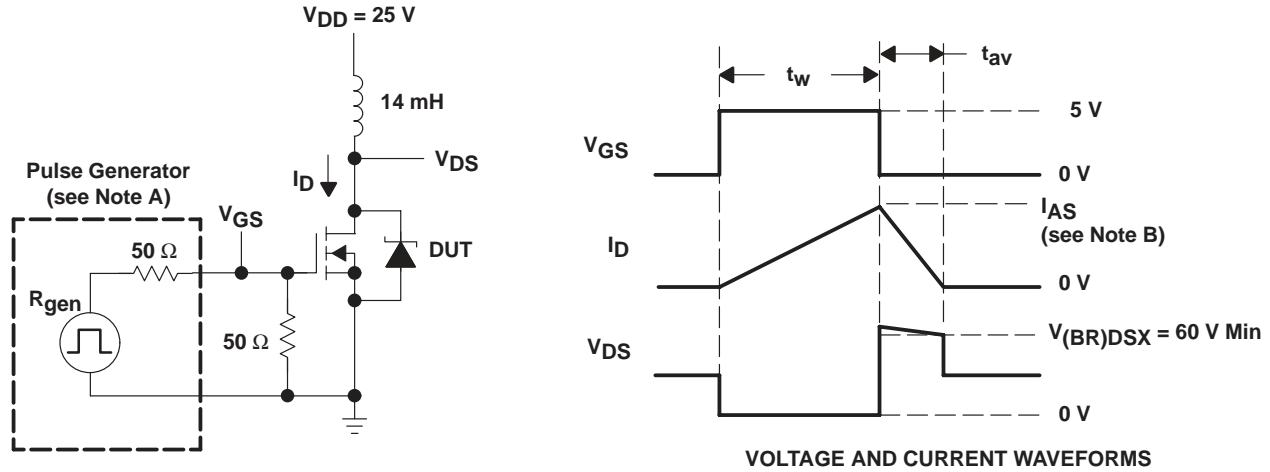 VDD = 25 V
14 mH
VDS
ID
Pulse Generator
(see Note A)
VGS
50 Ω
DUT
Rgen
50 Ω
tw
tav
VGS
5 V
0 V
ID
IAS
(see Note B)
0 V
VDS
V(BR)DSX = 60 V Min
0 V
VOLTAGE AND CURRENT WAVEFORMS